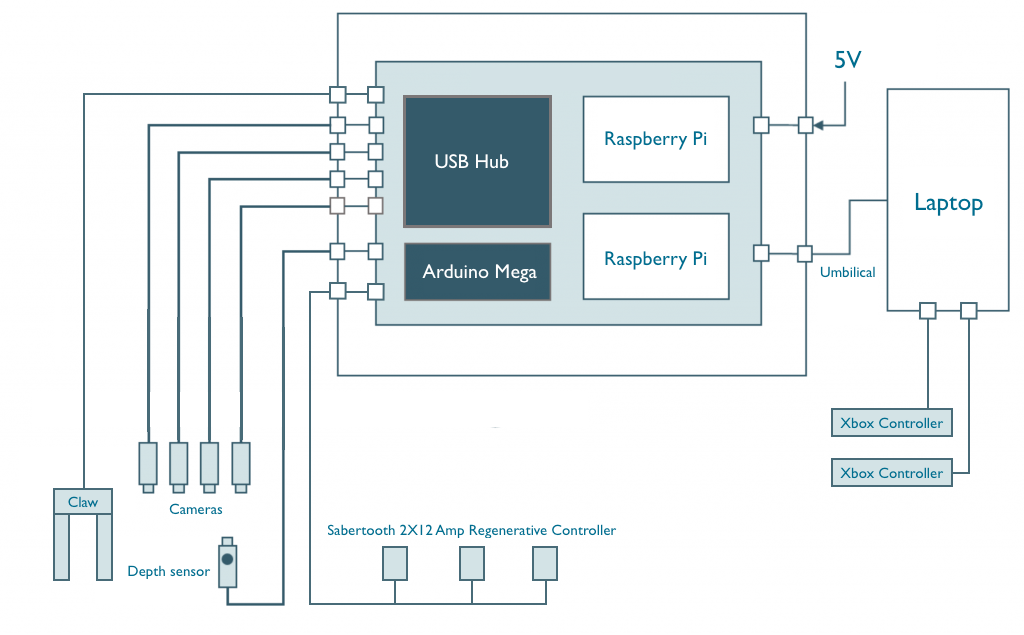 5V
USB Hub
Raspberry Pi
Laptop
Arduino Mega
Raspberry Pi
Umbilical
Xbox Controller
Xbox Controller
Claw
Cameras
Sabertooth 2X12 Amp Regenerative Controller
Depth sensor